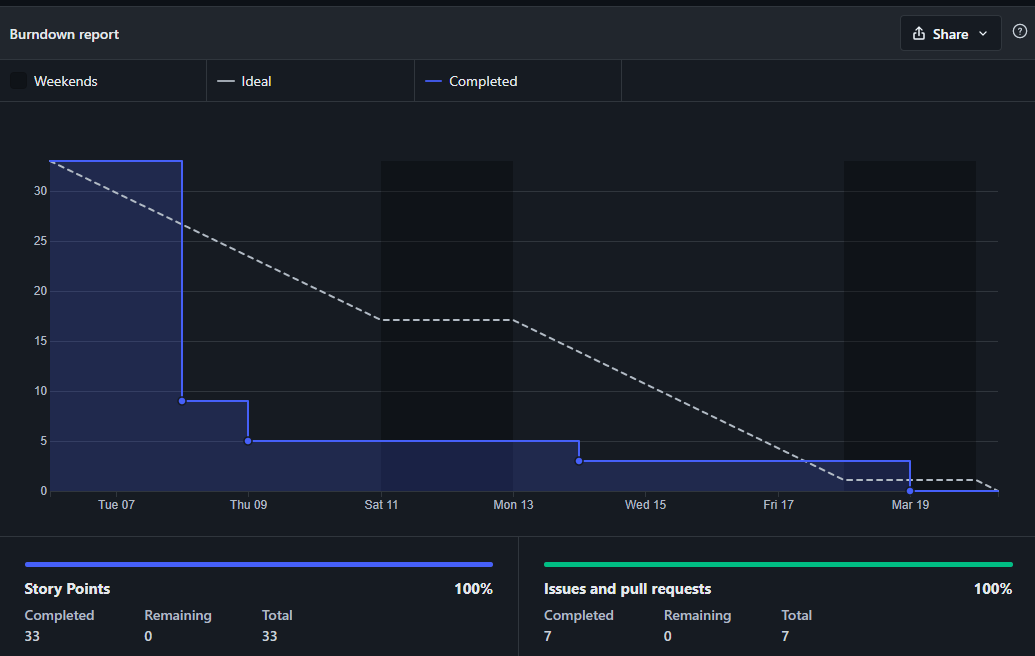 Burndown report
Share
Weekends
Ideal
Completed
30
25
20
15
10
5
0
Tue 07 Thu 09 Sat 11 Mon 13 Wed 15 Fri 17 Mar 19
Story Points 100%
Completed Remaining Total
33 0 33
Issues and pull requests 100%
Completed Remaining Total
7 0 7